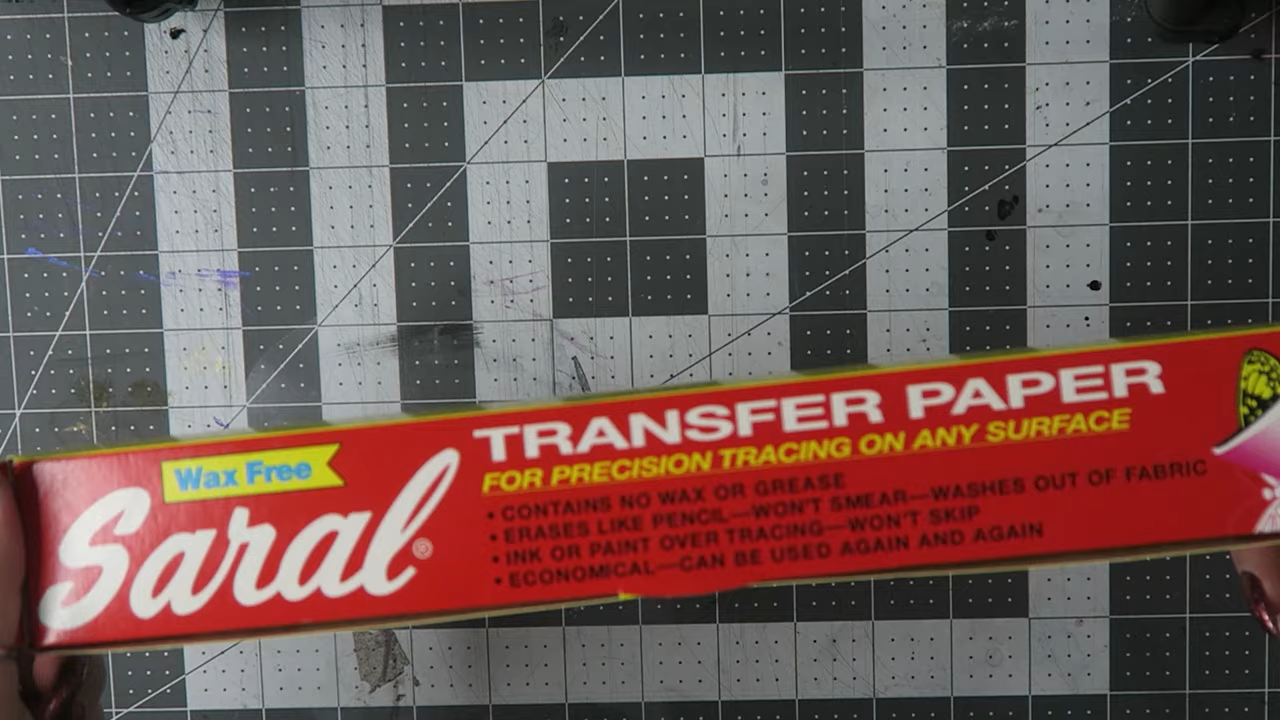 Wax Free
Saral®
TRANSFER PAPER
FOR PRECISION TRACING ON ANY SURFACE
• CONTAINS NO WAX OR GREASE
• ERASES LIKE PENCIL—WON'T SMEAR—WASHES OUT OF FABRIC
• INK OR PAINT OVER TRACING—WON'T SKIP
• ECONOMICAL—CAN BE USED AGAIN AND AGAIN